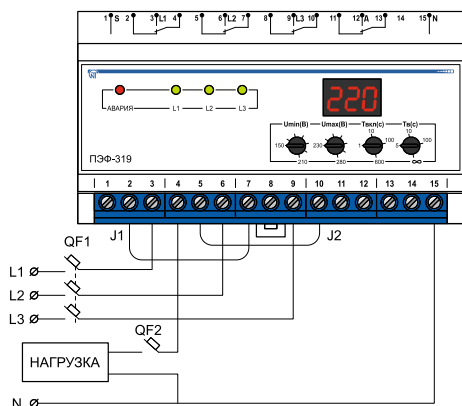 1 S 2 3 L1 4 5 6 L2 7 8 9 L3 10 11 12 A 13 14 15 N
220
АВАРИЯ L1 L2 L3
Umin(В) Umax(В) Твкл(с) Тв(с)
150 210 230 280 10 1 600 10 5 100 ∞
ПЭФ-319
1 2 3 4 5 6 7 8 9 10 11 12 13 14 15
J1 J2
QF1
L1
L2
L3
QF2
НАГРУЗКА
N